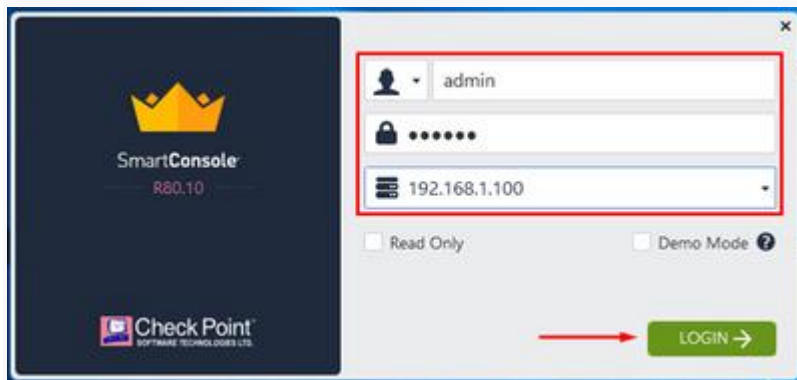 SmartConsole
R80.10
Check Point
SOFTWARE TECHNOLOGIES LTD.
admin
••••••
192.168.1.100
Read Only
Demo Mode ?
LOGIN →